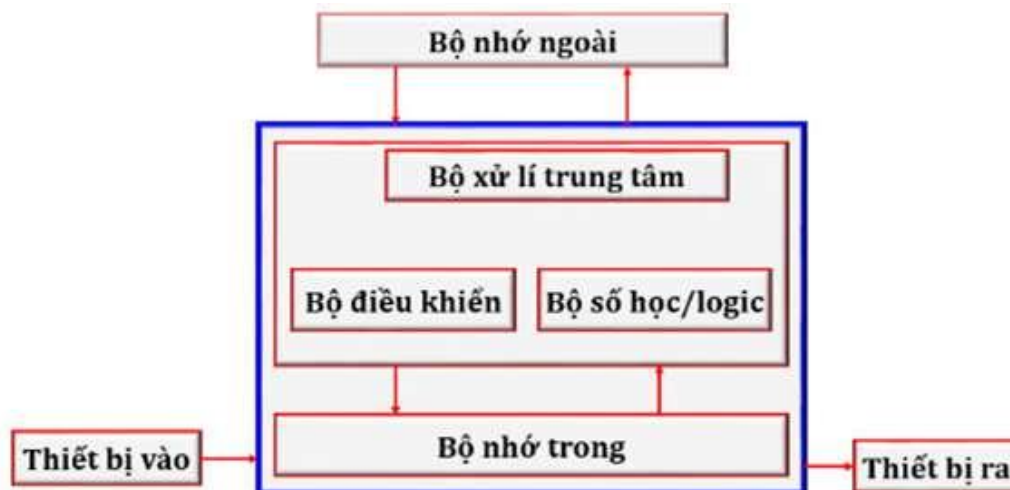 Bộ nhớ ngoài
Bộ xử lí trung tâm
Bộ điều khiển
Bộ số học/logic
Bộ nhớ trong
Thiết bị vào
Thiết bị ra